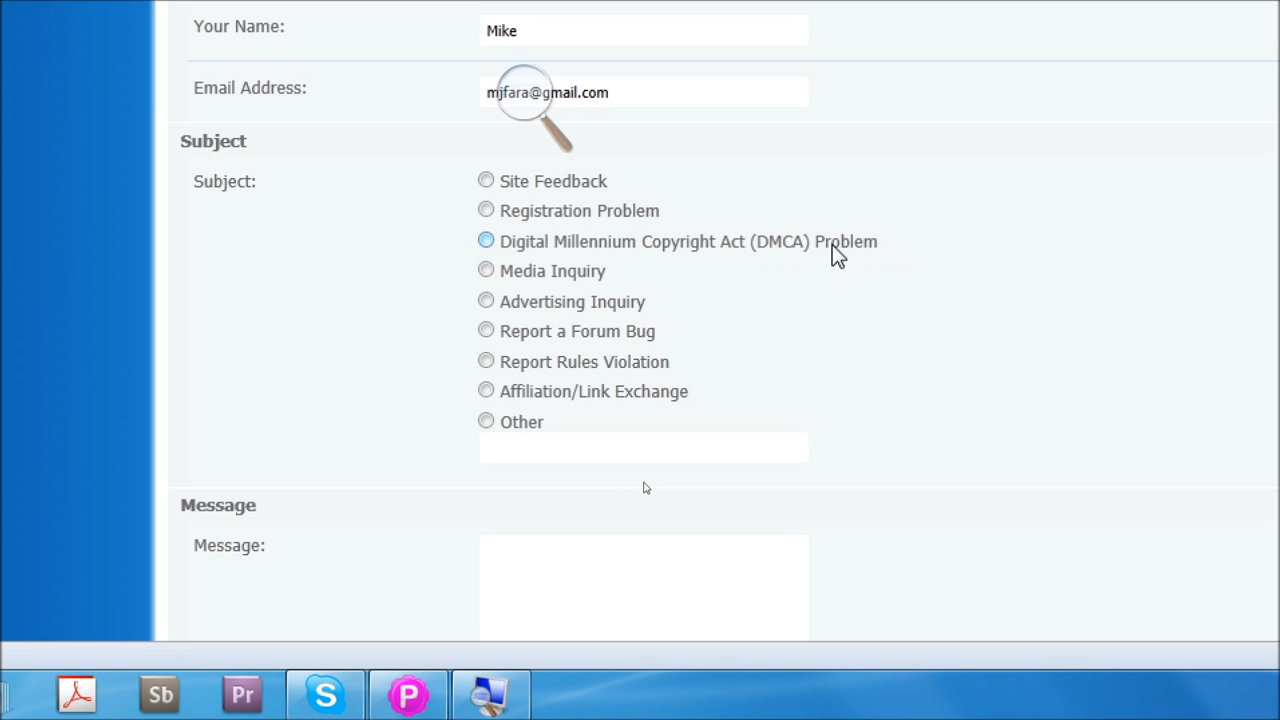 Your Name:
Mike
Email Address:
mjfara@gmail.com
Subject
Subject:
Site Feedback
Registration Problem
Digital Millennium Copyright Act (DMCA) Problem
Media Inquiry
Advertising Inquiry
Report a Forum Bug
Report Rules Violation
Affiliation/Link Exchange
Other
Message
Message:
Sb
Pr
S
P